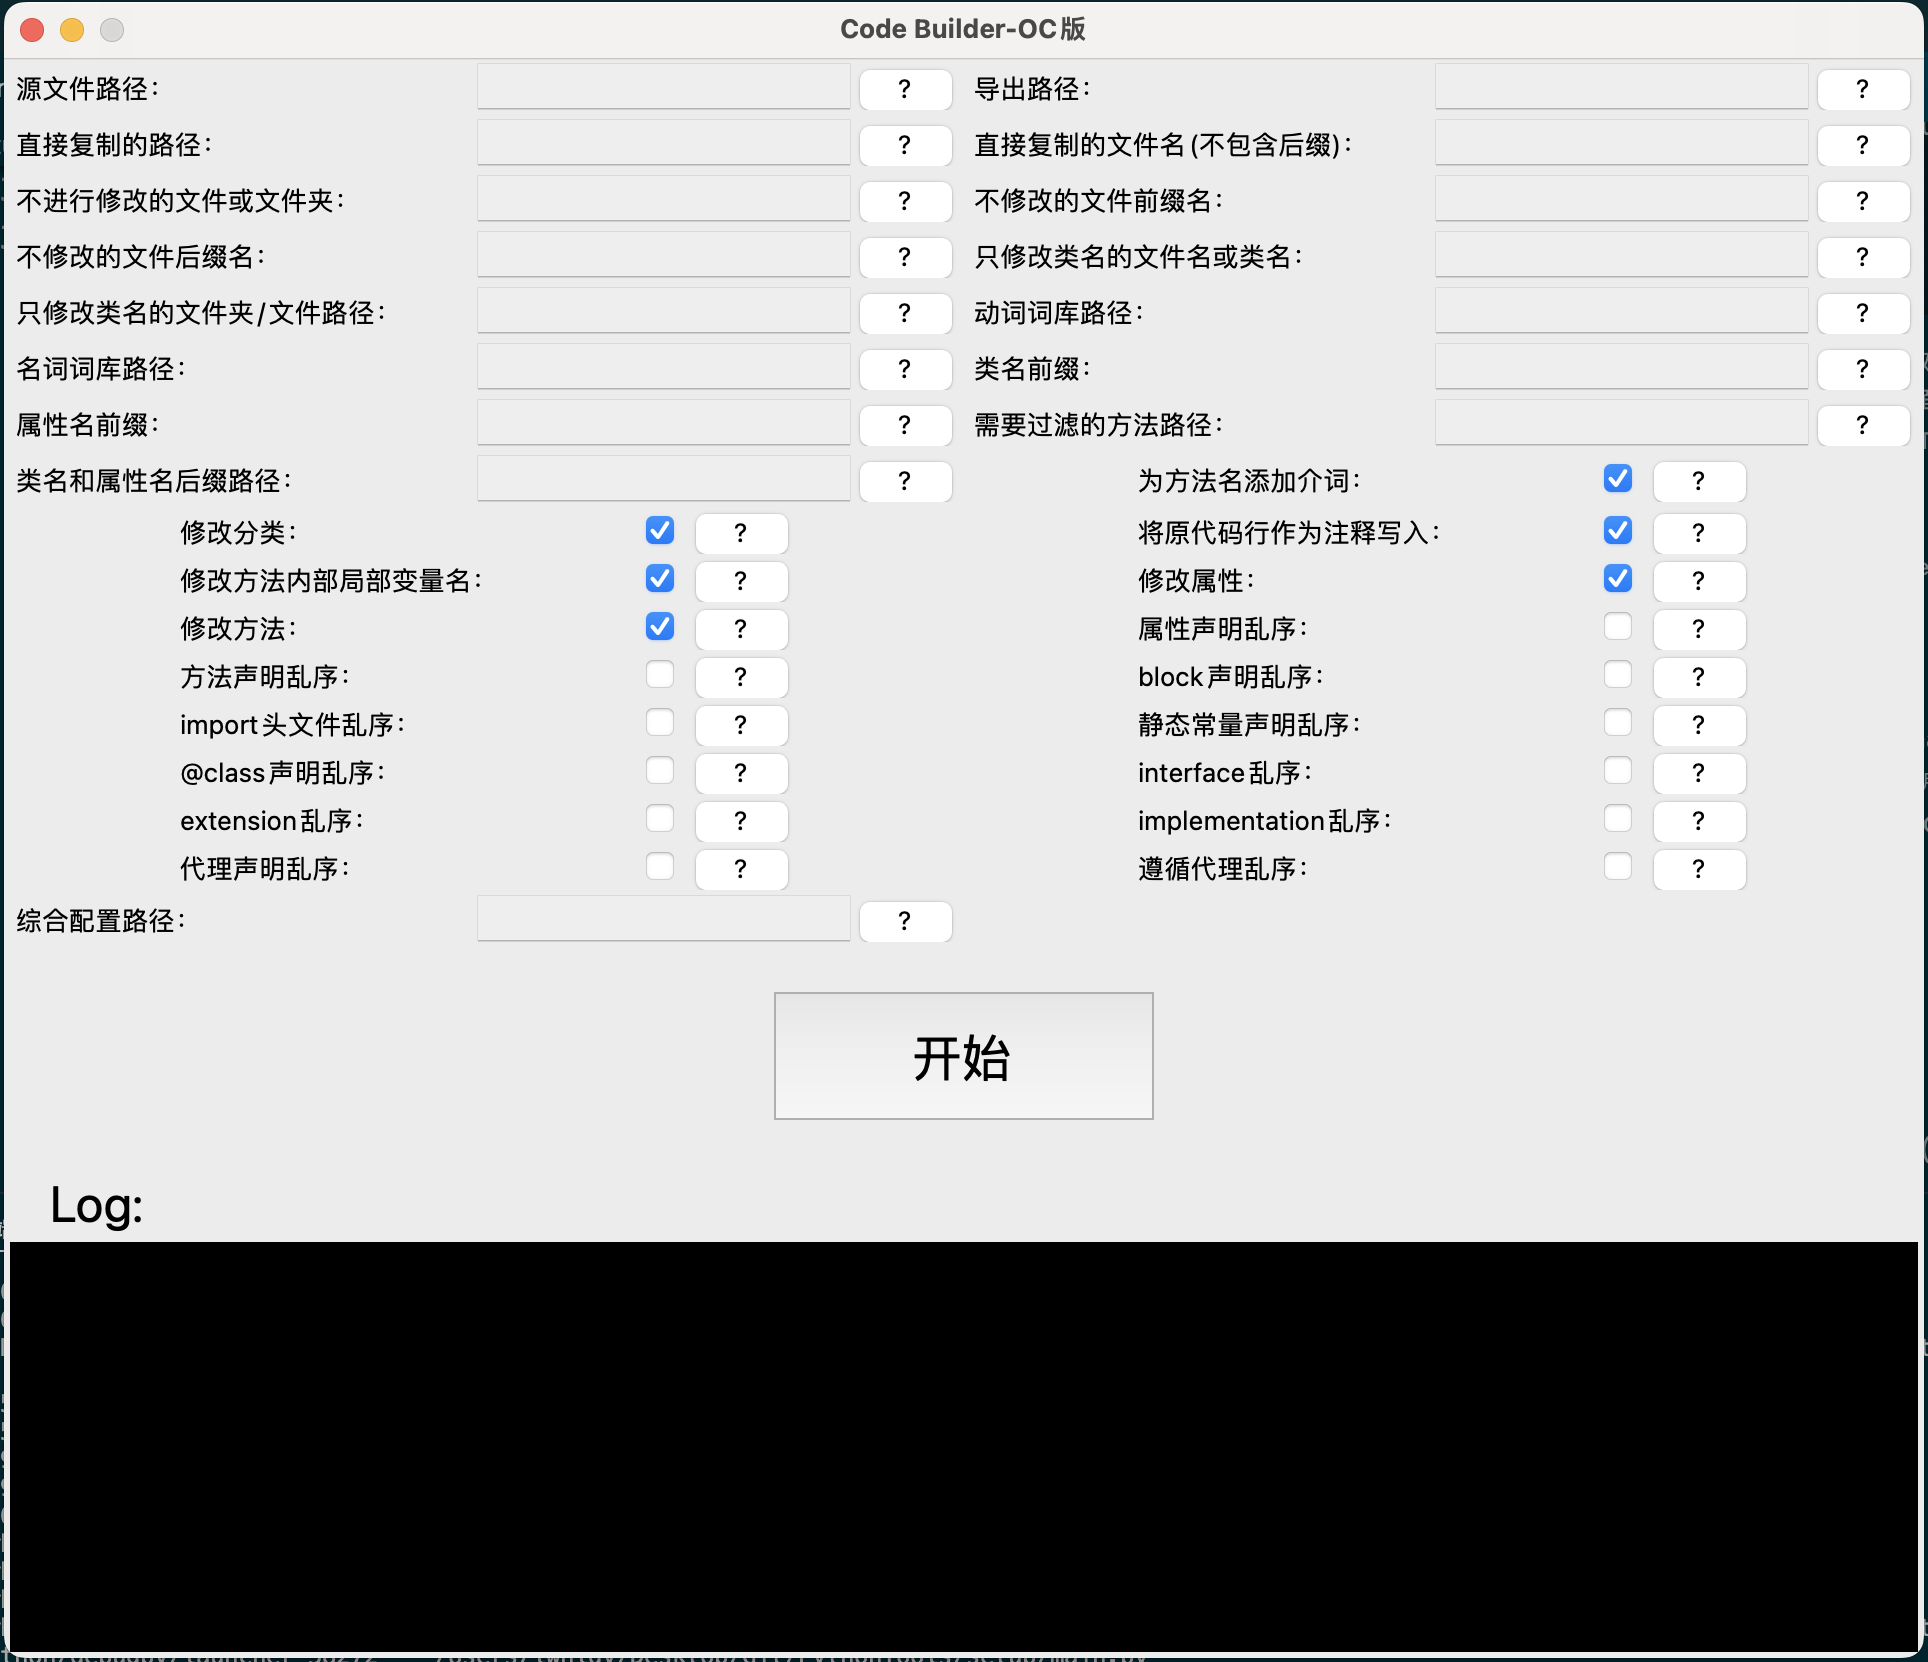 Code Builder-OC版
源文件路径： ? 导出路径： ?
直接复制的路径： ? 直接复制的文件名(不包含后缀)： ?
不进行修改的文件或文件夹： ? 不修改的文件前缀名： ?
不修改的文件后缀名： ? 只修改类名的文件名或类名： ?
只修改类名的文件夹/文件路径： ? 动词词库路径： ?
名词词库路径： ? 类名前缀： ?
属性名前缀： ? 需要过滤的方法路径： ?
类名和属性名后缀路径： ? 为方法名添加介词： ?
修改分类： ? 将原代码行作为注释写入： ?
修改方法内部局部变量名： ? 修改属性： ?
修改方法： ? 属性声明乱序： ?
方法声明乱序： ? block声明乱序： ?
import头文件乱序： ? 静态常量声明乱序： ?
@class声明乱序： ? interface乱序： ?
extension乱序： ? implementation乱序： ?
代理声明乱序： ? 遵循代理乱序： ?
综合配置路径： ?
开始
Log: